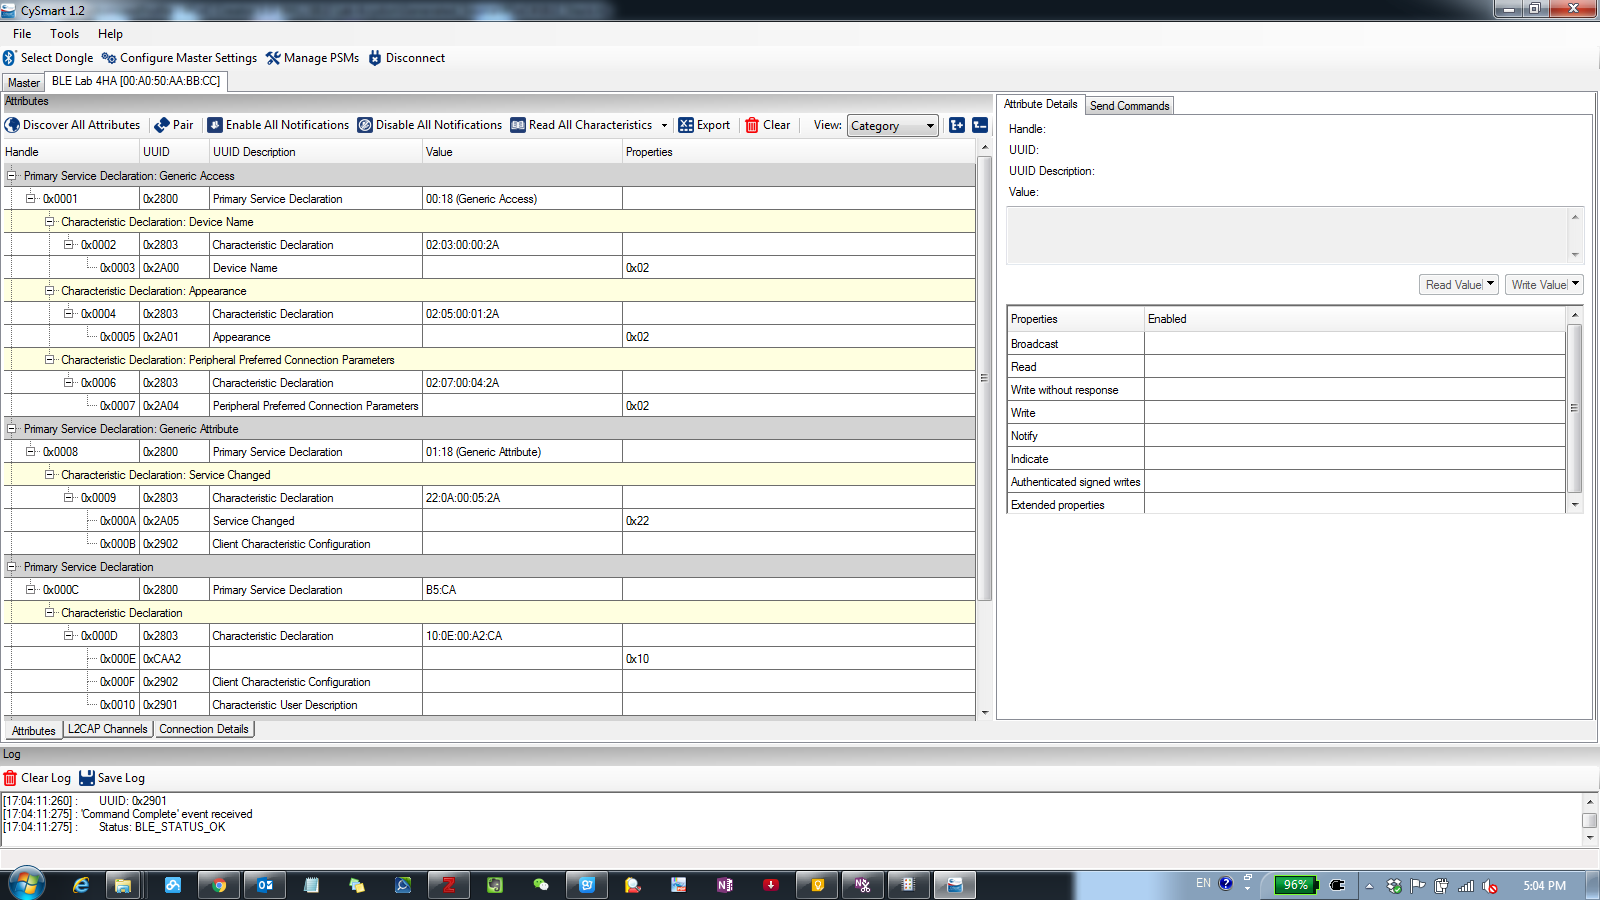 CySmart 1.2
File Tools Help
Select Dongle Configure Master Settings Manage PSMs Disconnect
Master BLE Lab 4HA [00:A0:50:AA:BB:CC]
Attributes
Discover All Attributes Pair Enable All Notifications Disable All Notifications Read All Characteristics Export Clear View: Category
Handle UUID UUID Description Value Properties
Primary Service Declaration: Generic Access
0x0001 0x2800 Primary Service Declaration 00:18 (Generic Access)
Characteristic Declaration: Device Name
0x0002 0x2803 Characteristic Declaration 02:03:00:00:2A
0x0003 0x2A00 Device Name 0x02
Characteristic Declaration: Appearance
0x0004 0x2803 Characteristic Declaration 02:05:00:01:2A
0x0005 0x2A01 Appearance 0x02
Characteristic Declaration: Peripheral Preferred Connection Parameters
0x0006 0x2803 Characteristic Declaration 02:07:00:04:2A
0x0007 0x2A04 Peripheral Preferred Connection Parameters 0x02
Primary Service Declaration: Generic Attribute
0x0008 0x2800 Primary Service Declaration 01:18 (Generic Attribute)
Characteristic Declaration: Service Changed
0x0009 0x2803 Characteristic Declaration 22:0A:00:05:2A
0x000A 0x2A05 Service Changed 0x22
0x000B 0x2902 Client Characteristic Configuration
Primary Service Declaration
0x000C 0x2800 Primary Service Declaration B5:CA
Characteristic Declaration
0x000D 0x2803 Characteristic Declaration 10:0E:00:A2:CA
0x000E 0xCAA2 0x10
0x000F 0x2902 Client Characteristic Configuration
0x0010 0x2901 Characteristic User Description
Attributes L2CAP Channels Connection Details
Attribute Details Send Commands
Handle:
UUID:
UUID Description:
Value:
Read Value Write Value
Properties Enabled
Broadcast
Read
Write without response
Write
Notify
Indicate
Authenticated signed writes
Extended properties
Log
Clear Log Save Log
[17:04:11:260] : UUID: 0x2901
[17:04:11:275] : 'Command Complete' event received
[17:04:11:275] : Status: BLE_STATUS_OK
EN 96% 5:04 PM